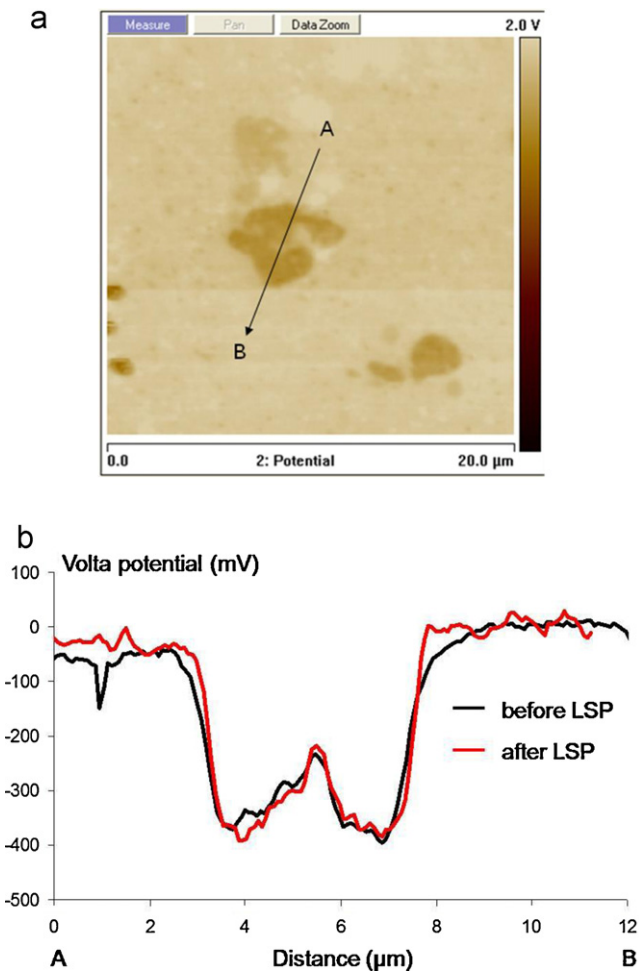 a
Measure Pan Data Zoom 2.0 V
A
B
0.0 2: Potential 20.0 µm
b
Volta potential (mV)
100
0
-100
-200
-300
-400
-500
before LSP
after LSP
0 2 4 6 8 10 12
A Distance (µm) B